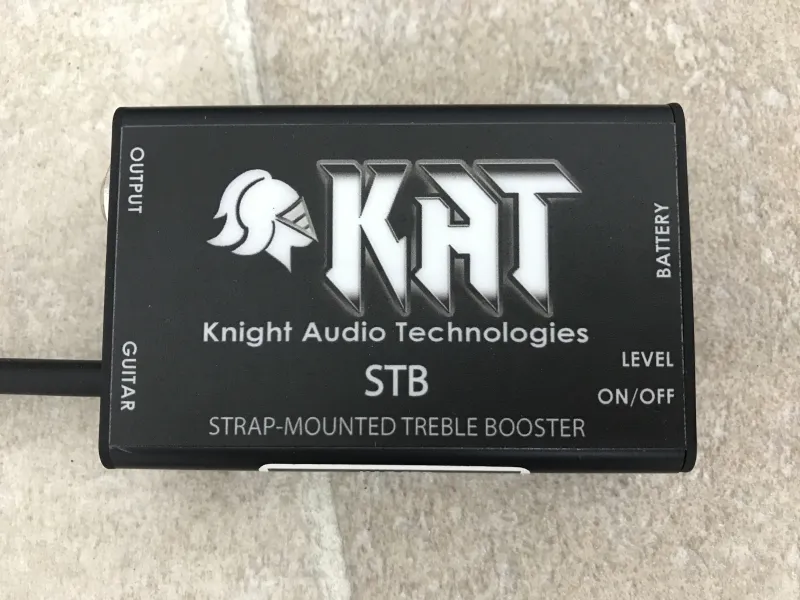 OUTPUT
KAT
BATTERY
Knight Audio Technologies
GUITAR
LEVEL
STB
ON/OFF
STRAP-MOUNTED TREBLE BOOSTER